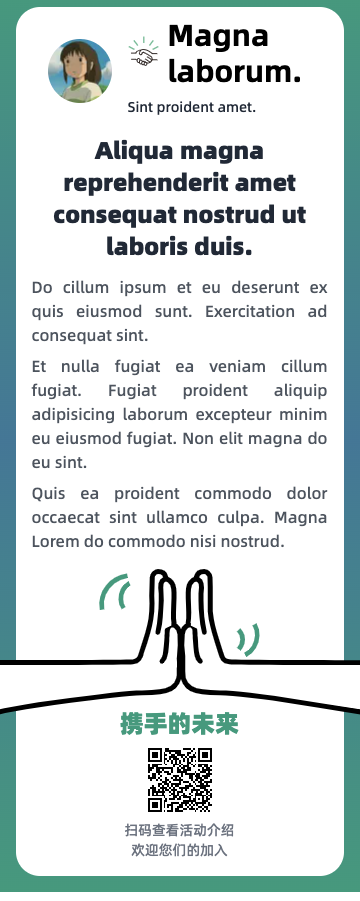 Magna
laborum.
Sint proident amet.
Aliqua magna
reprehenderit amet
consequat nostrud ut
laboris duis.
Do cillum ipsum et eu deserunt ex
quis eiusmod sunt. Exercitation ad
consequat sint.
Et nulla fugiat ea veniam cillum
fugiat. Fugiat proident aliquip
adipisicing laborum excepteur minim
eu eiusmod fugiat. Non elit magna do
eu sint.
Quis ea proident commodo dolor
occaecat sint ullamco culpa. Magna
Lorem do commodo nisi nostrud.
携手的未来
扫码查看活动介绍
欢迎您们的加入